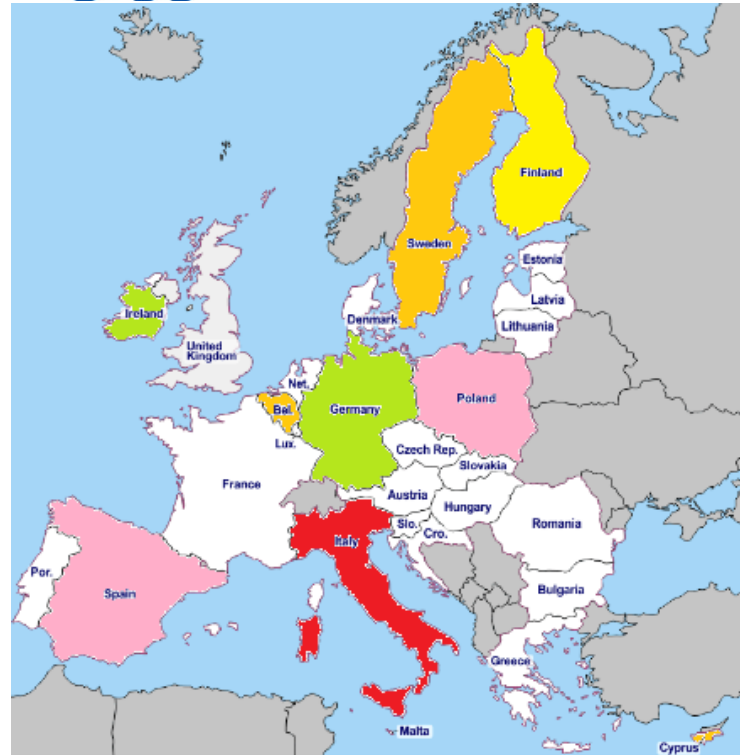 Finland
Sweden
Estonia
Latvia
Lithuania
Ireland
Denmark
United
Kingdom
Net.
Bel.
Germany
Poland
Lux.
Czech Rep.
Slovakia
France
Austria
Hungary
Slo.
Cro.
Romania
Italy
Por.
Spain
Bulgaria
Greece
Malta
Cyprus